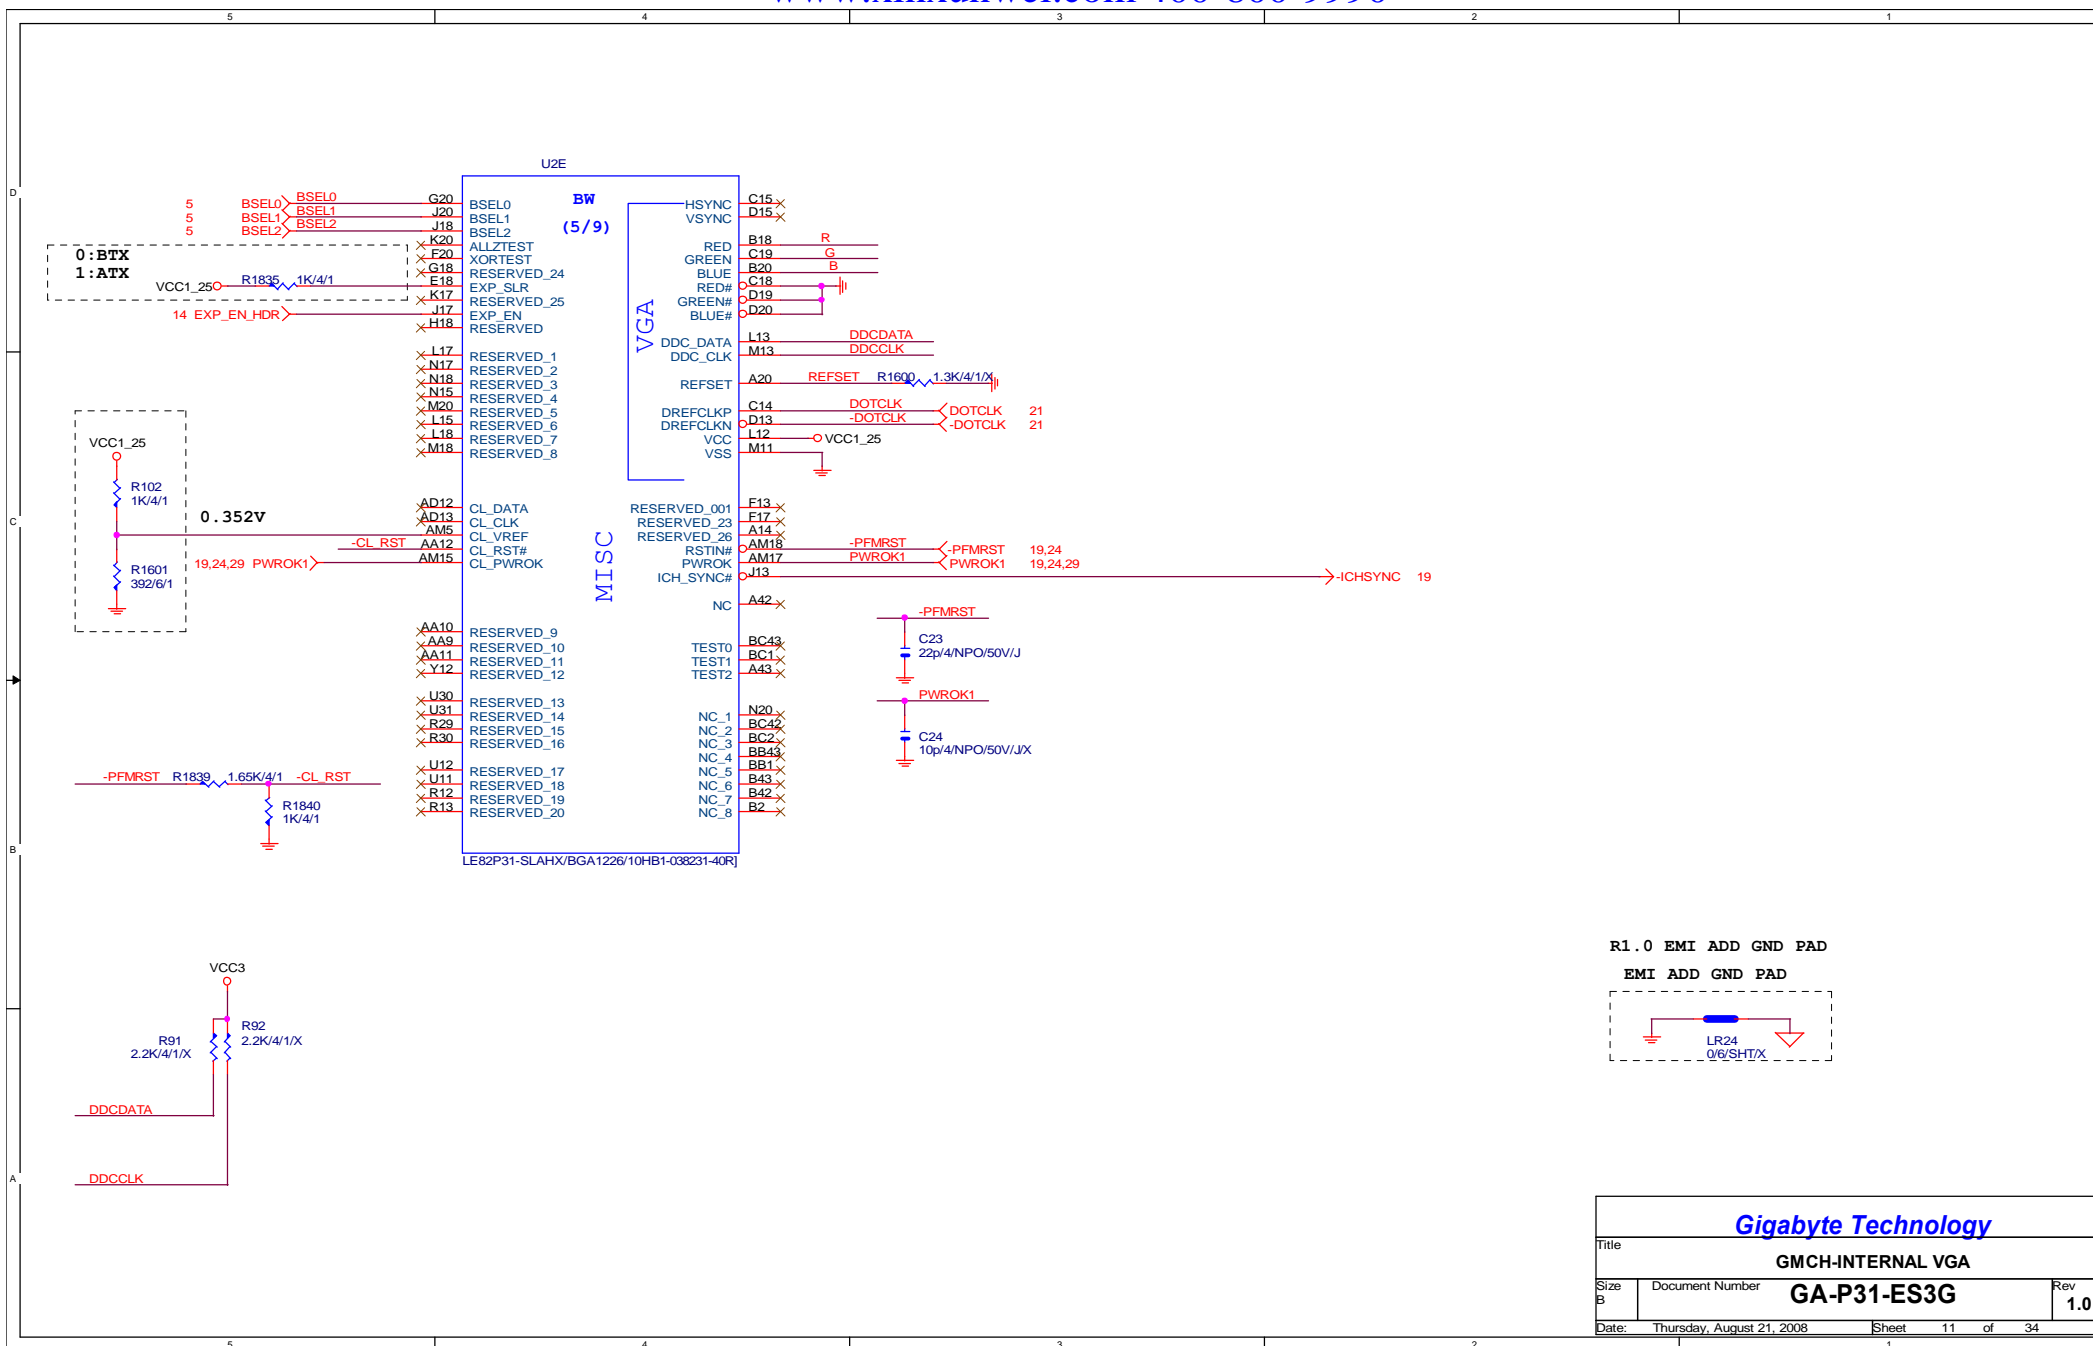 5 4 3 2 1
D
C
B
A
U2E
BW
(5/9)
VGA
MISC
5 BSEL0 BSEL0 G20 BSEL0
5 BSEL1 BSEL1 J20 BSEL1
5 BSEL2 BSEL2 J18 BSEL2
K20 ALLZTEST
F20 XORTEST
G18 RESERVED_24
0:BTX
1:ATX
VCC1_25 R1835 1K/4/1 E18 EXP_SLR
K17 RESERVED_25
14 EXP_EN_HDR J17 EXP_EN
H18 RESERVED
L17 RESERVED_1
N17 RESERVED_2
N18 RESERVED_3
N15 RESERVED_4
M20 RESERVED_5
L15 RESERVED_6
L18 RESERVED_7
M18 RESERVED_8
VCC1_25
R102
1K/4/1
0.352V
R1601
392/6/1
AD12 CL_DATA
AD13 CL_CLK
AM5 CL_VREF
-CL_RST AA12 CL_RST#
19,24,29 PWROK1 AM15 CL_PWROK
AA10 RESERVED_9
AA9 RESERVED_10
AA11 RESERVED_11
Y12 RESERVED_12
U30 RESERVED_13
U31 RESERVED_14
R29 RESERVED_15
R30 RESERVED_16
U12 RESERVED_17
U11 RESERVED_18
R12 RESERVED_19
R13 RESERVED_20
HSYNC C15
VSYNC D15
RED B18 R
GREEN C19 G
BLUE B20 B
RED# C18
GREEN# D19
BLUE# D20
DDC_DATA L13 DDCDATA
DDC_CLK M13 DDCCLK
REFSET A20 REFSET R1600 1.3K/4/1/X
DREFCLKP C14 DOTCLK DOTCLK 21
DREFCLKN D13 -DOTCLK -DOTCLK 21
VCC L12 VCC1_25
VSS M11
RESERVED_001 F13
RESERVED_23 F17
RESERVED_26 A14
RSTIN# AM18 -PFMRST -PFMRST 19,24
PWROK AM17 PWROK1 PWROK1 19,24,29
ICH_SYNC# J13 -ICHSYNC 19
NC A42
TEST0 BC43
TEST1 BC1
TEST2 A43
NC_1 N20
NC_2 BC42
NC_3 BC2
NC_4 BB43
NC_5 BB1
NC_6 B43
NC_7 B42
NC_8 B2
LE82P31-SLAHX/BGA1226/10HB1-038231-40R]
-PFMRST
C23
22p/4/NPO/50V/J
PWROK1
C24
10p/4/NPO/50V/J/X
-PFMRST R1839 1.65K/4/1 -CL_RST
R1840
1K/4/1
VCC3
R91
2.2K/4/1/X
R92
2.2K/4/1/X
DDCDATA
DDCCLK
R1.0 EMI ADD GND PAD
EMI ADD GND PAD
LR24
0/6/SHT/X
Gigabyte Technology
Title
GMCH-INTERNAL VGA
Size
B
Document Number
GA-P31-ES3G
Rev
1.0
Date: Thursday, August 21, 2008 Sheet 11 of 34
5 4 3 2 1